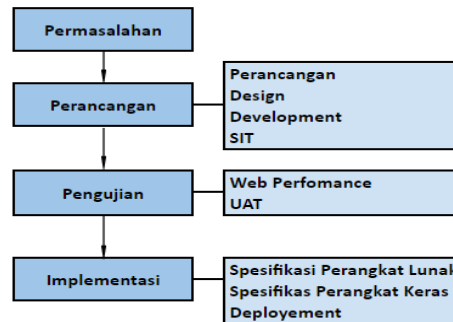 Permasalahan
Perancangan
Perancangan
Design
Development
SIT
Pengujian
Web Perfomance
UAT
Implementasi
Spesifikasi Perangkat Lunak
Spesifikas Perangkat Keras
Deployement